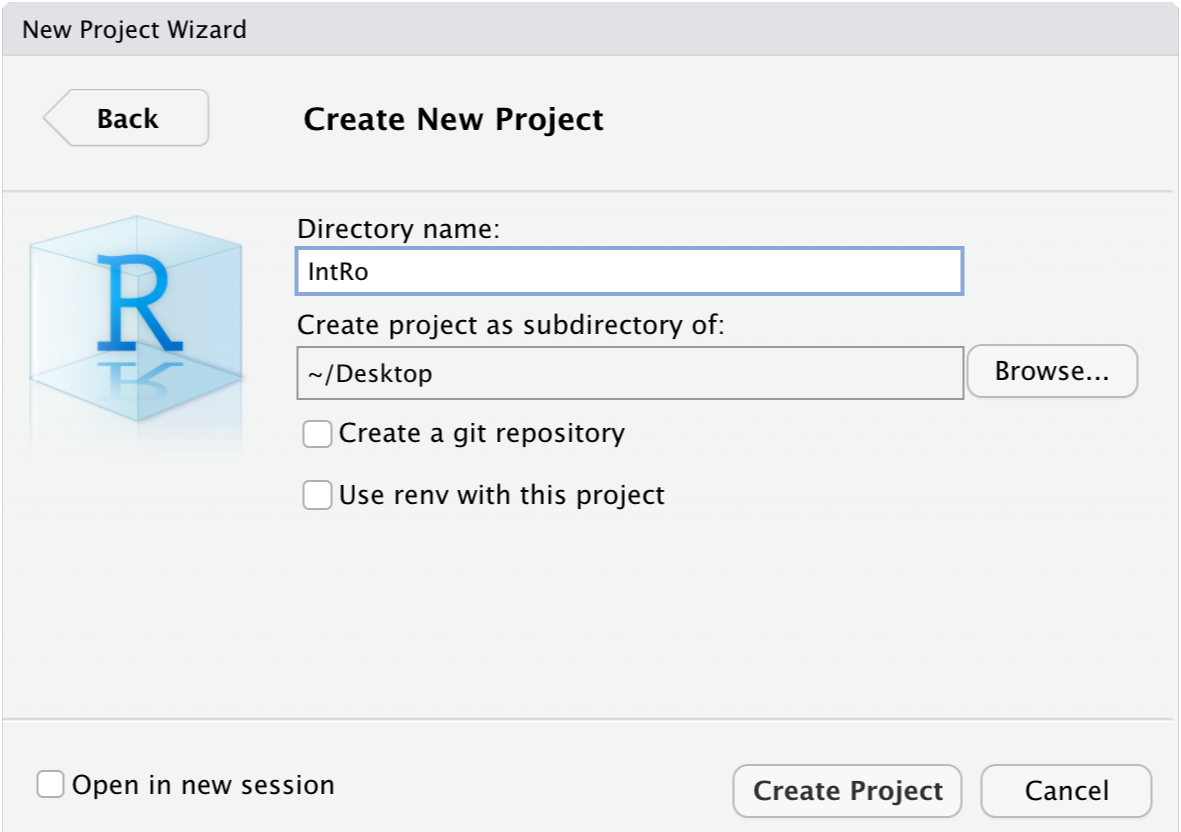 New Project Wizard
Back
Create New Project
R
Directory name:
IntRo
Create project as subdirectory of:
~/Desktop
Browse...
Create a git repository
Use renv with this project
Open in new session
Create Project
Cancel